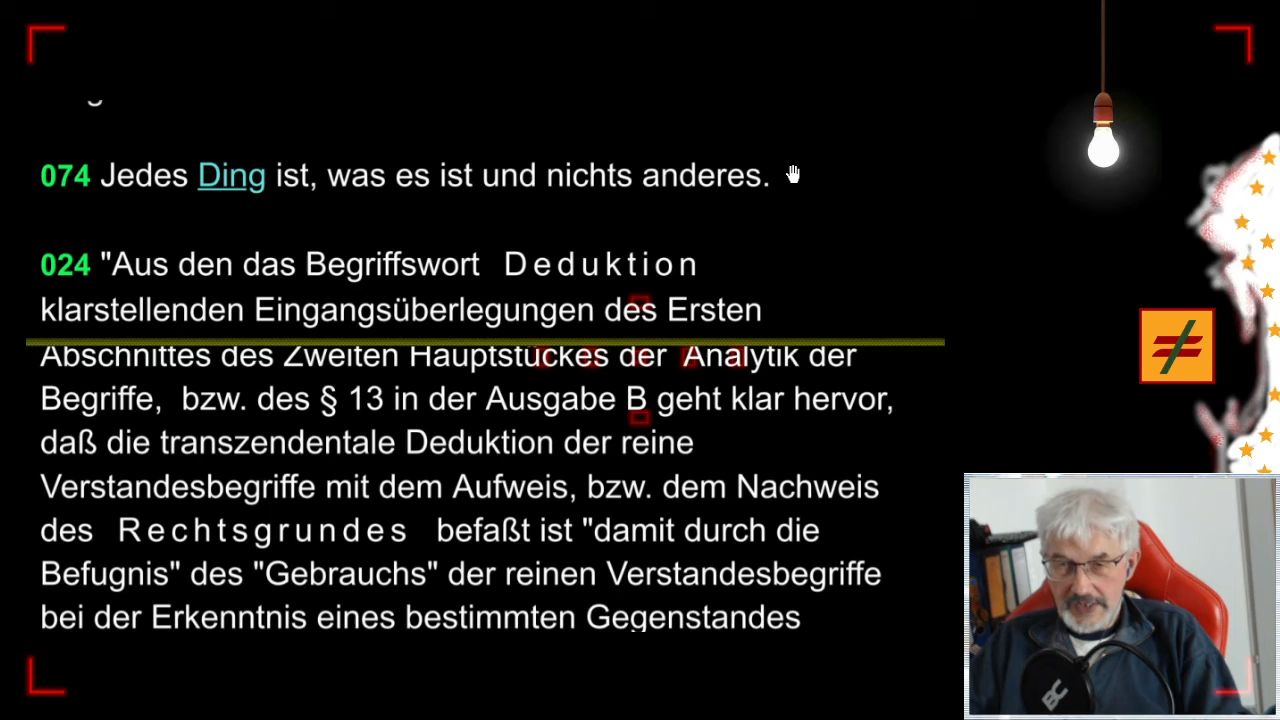 074 Jedes Ding ist, was es ist und nichts anderes.
024 "Aus den das Begriffswort D e d u k t i o n
klarstellenden Eingangsüberlegungen des Ersten
Abschnittes des Zweiten Hauptstückes der Analytik der
Begriffe, bzw. des § 13 in der Ausgabe B geht klar hervor,
daß die transzendentale Deduktion der reine
Verstandesbegriffe mit dem Aufweis, bzw. dem Nachweis
des R e c h t s g r u n d e s befaßt ist "damit durch die
Befugnis" des "Gebrauchs" der reinen Verstandesbegriffe
bei der Erkenntnis eines bestimmten Gegenstandes
≠
BC